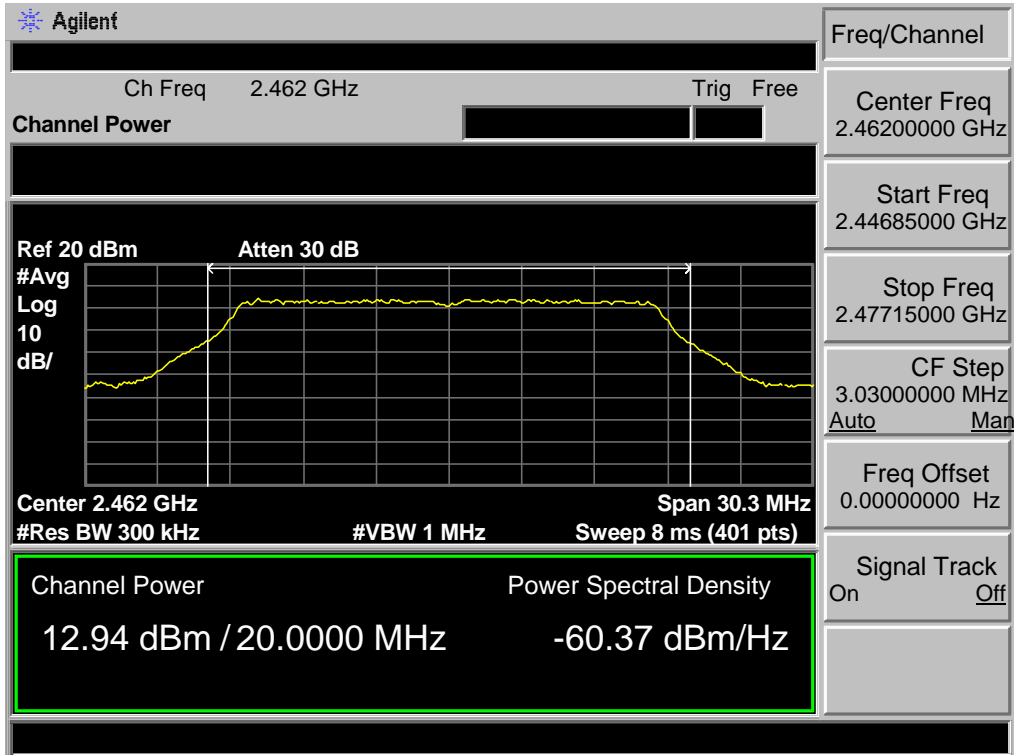 Agilent
Freq/Channel
Ch Freq 2.462 GHz Trig Free
Channel Power
Center Freq
2.46200000 GHz
Start Freq
2.44685000 GHz
Stop Freq
2.47715000 GHz
CF Step
3.03000000 MHz
Auto Man
Freq Offset
0.00000000 Hz
Signal Track
On Off
Ref 20 dBm Atten 30 dB
#Avg
Log
10
dB/
Center 2.462 GHz Span 30.3 MHz
#Res BW 300 kHz #VBW 1 MHz Sweep 8 ms (401 pts)
Channel Power Power Spectral Density
12.94 dBm / 20.0000 MHz -60.37 dBm/Hz